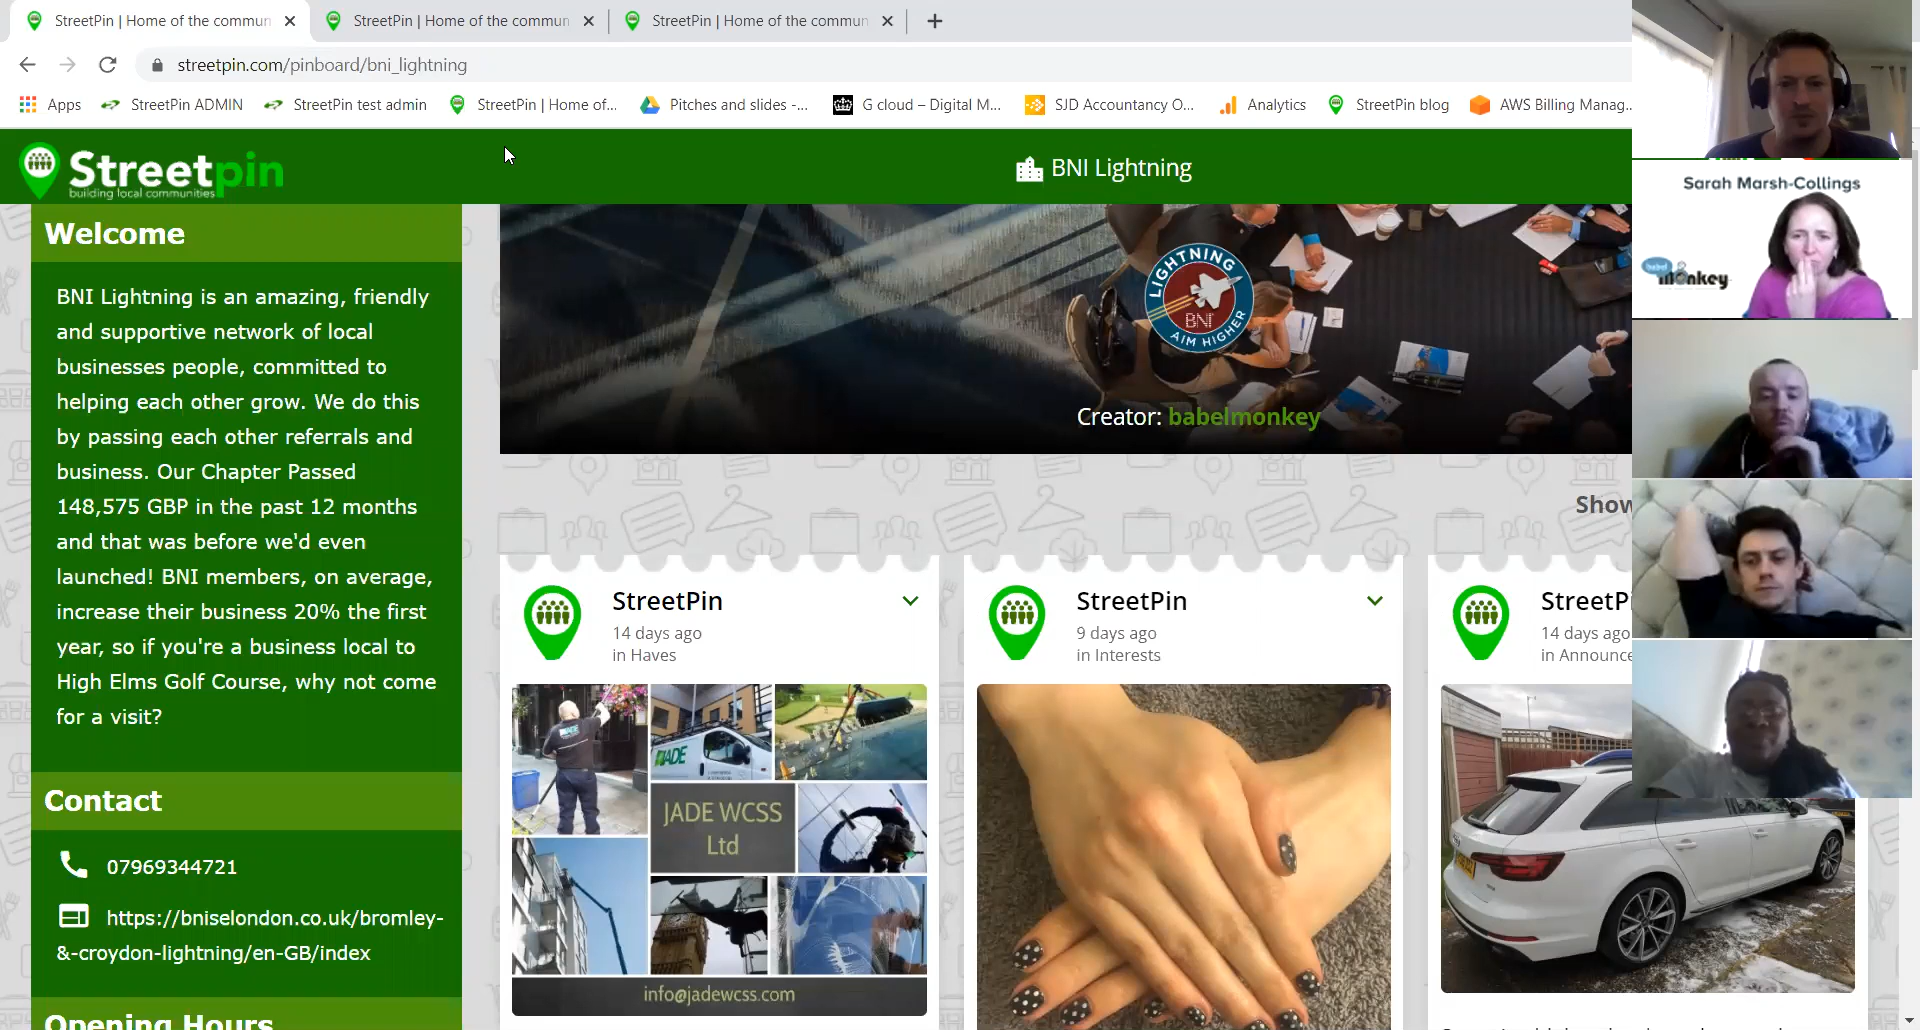 StreetPin | Home of the commun
StreetPin | Home of the commun
StreetPin | Home of the commun
streetpin.com/pinboard/bni_lightning
Apps
StreetPin ADMIN
StreetPin test admin
StreetPin | Home of...
Pitches and slides -...
G cloud – Digital M...
SJD Accountancy O...
Analytics
StreetPin blog
AWS Billing Manag...
Streetpin
building local communities
BNI Lightning
Sarah Marsh-Collings
babel
monkey
Welcome
BNI Lightning is an amazing, friendly
and supportive network of local
businesses people, committed to
helping each other grow. We do this
by passing each other referrals and
business. Our Chapter Passed
148,575 GBP in the past 12 months
and that was before we'd even
launched! BNI members, on average,
increase their business 20% the first
year, so if you're a business local to
High Elms Golf Course, why not come
for a visit?
Contact
07969344721
https://bniselondon.co.uk/bromley-
&-croydon-lightning/en-GB/index
Opening Hours
LIGHTNING
BNI
AIM HIGHER
Creator: babelmonkey
Show
StreetPin
14 days ago
in Haves
JADE
JADE WCSS
Ltd
info@jadewcss.com
StreetPin
9 days ago
in Interests
StreetPi
14 days ago
in Announce